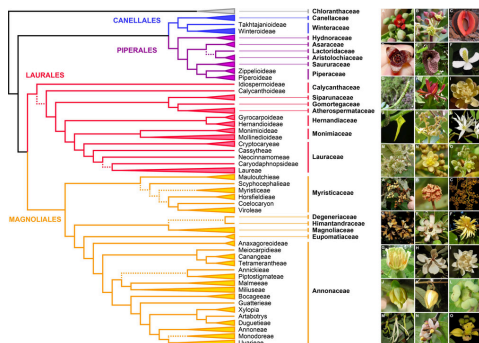 Chloranthaceae
CANELLALES
Canellaceae
Takhtajanioideae
Winteroideae
Winteraceae
PIPERALES
Hydnoraceae
Asaraceae
Lactoridaceae
Aristolochiaceae
Saururaceae
Zippelioideae
Piperoideae
Piperaceae
LAURALES
Idiospermoideae
Calycanthoideae
Calycanthaceae
Siparunaceae
Gomortegaceae
Atherospermataceae
Gyrocarpoideae
Hernandioideae
Hernandiaceae
Monimioideae
Mollinedioideae
Monimiaceae
Cryptocaryeae
Cassytheae
Neocinnamomeae
Caryodaphnopsideae
Laureae
Lauraceae
Mauloutchieae
Scyphocephalieae
Myristiceae
Horsfieldieae
Coelocaryon
Viroleae
Myristicaceae
MAGNOLIALES
Degeneriaceae
Himantandraceae
Magnoliaceae
Eupomatiaceae
Anaxagoreoideae
Meiocarpidieae
Canangeae
Tetramerantheae
Annickieae
Piptostigmateae
Malmeeae
Miliuseae
Bocageeae
Guatterieae
Xylopia
Artabotrys
Duguetieae
Annoneae
Monodoreae
Uvarieae
Annonaceae